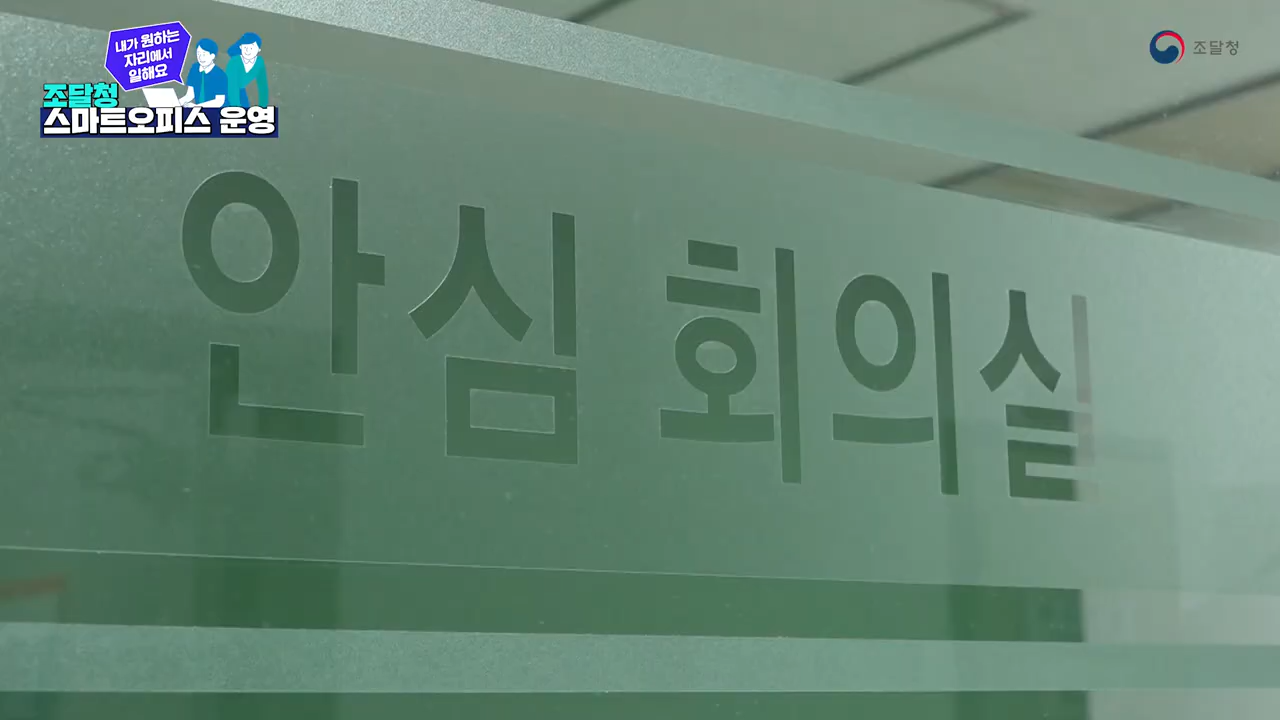 내가 원하는
자리에서
일해요
조달청
스마트오피스 운영
조달청
안심 회의실